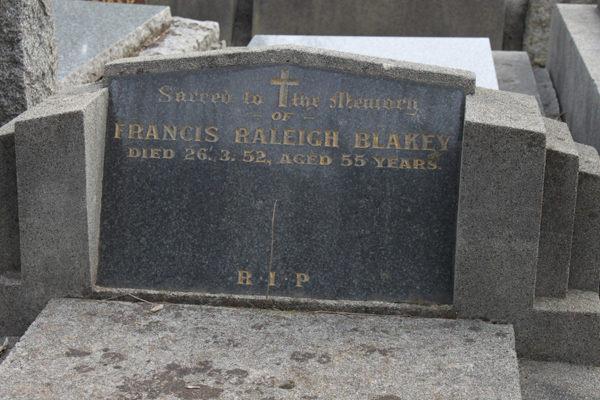 Sacred to the Memory
– OF –
FRANCIS RALEIGH BLAKEY
DIED 26. 3. 52, AGED 55 YEARS.
R · I · P